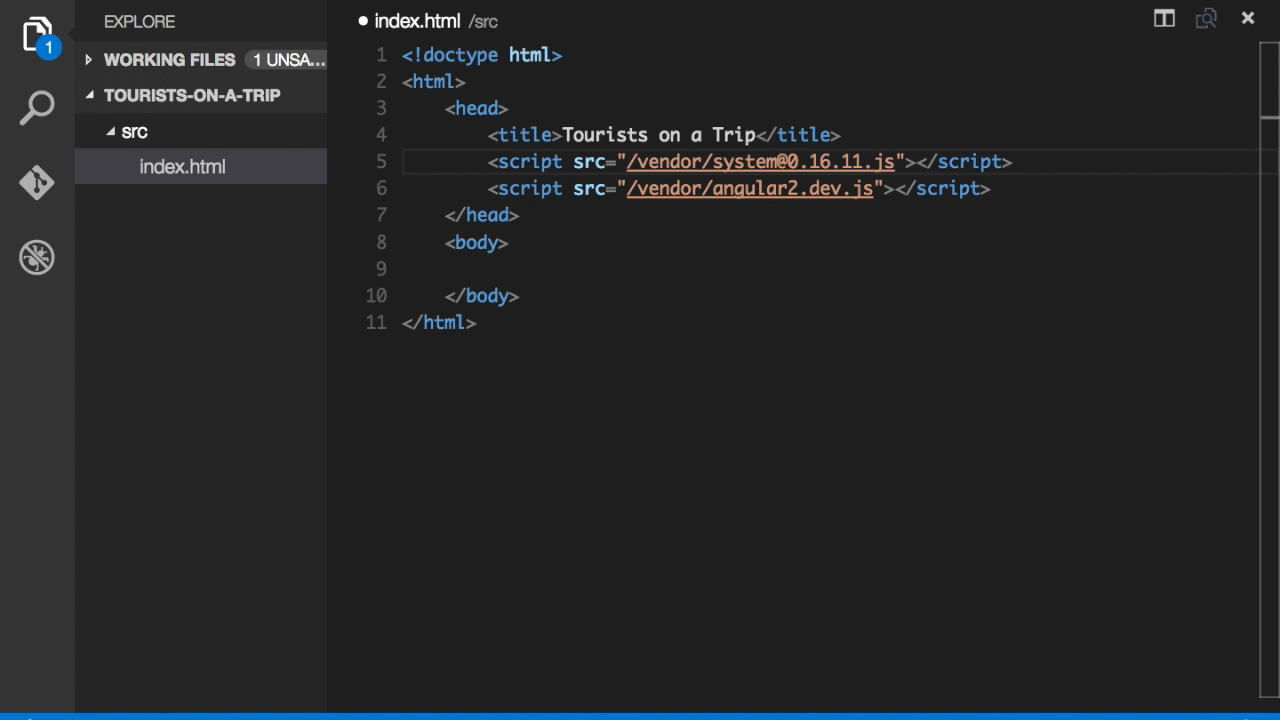 EXPLORE
WORKING FILES 1 UNSA...
TOURISTS-ON-A-TRIP
src
index.html
1
index.html /src
1 <!doctype html>
2 <html>
3 <head>
4 <title>Tourists on a Trip</title>
5 <script src="/vendor/system@0.16.11.js"></script>
6 <script src="/vendor/angular2.dev.js"></script>
7 </head>
8 <body>
9
10 </body>
11 </html>